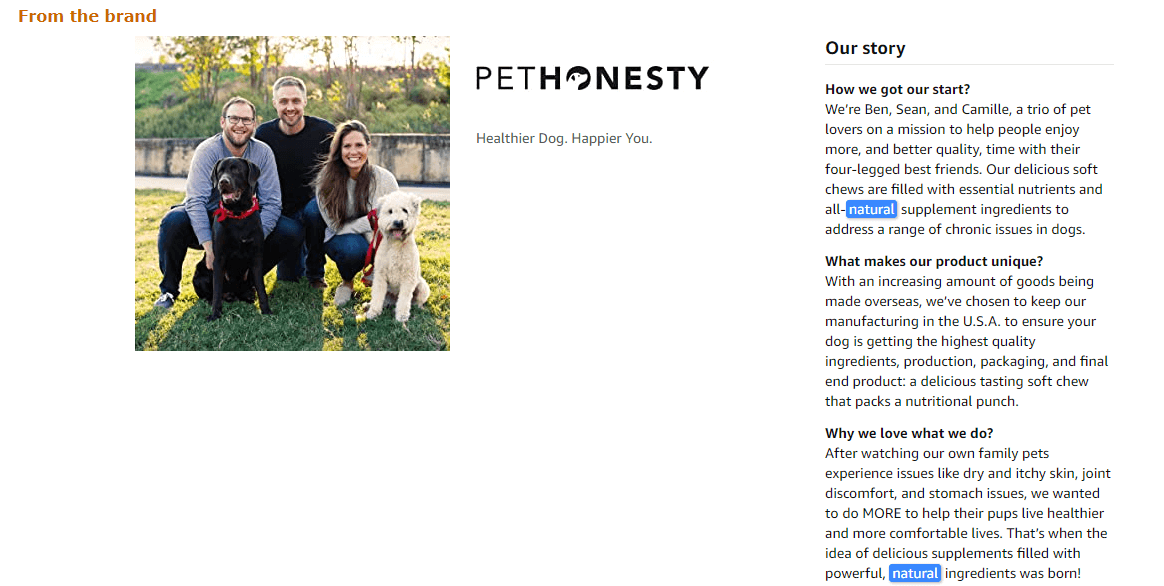 From the brand
PETHONESTY
Healthier Dog. Happier You.
Our story
How we got our start?
We’re Ben, Sean, and Camille, a trio of pet
lovers on a mission to help people enjoy
more, and better quality, time with their
four-legged best friends. Our delicious soft
chews are filled with essential nutrients and
all-natural supplement ingredients to
address a range of chronic issues in dogs.
What makes our product unique?
With an increasing amount of goods being
made overseas, we’ve chosen to keep our
manufacturing in the U.S.A. to ensure your
dog is getting the highest quality
ingredients, production, packaging, and final
end product: a delicious tasting soft chew
that packs a nutritional punch.
Why we love what we do?
After watching our own family pets
experience issues like dry and itchy skin, joint
discomfort, and stomach issues, we wanted
to do MORE to help their pups live healthier
and more comfortable lives. That’s when the
idea of delicious supplements filled with
powerful, natural ingredients was born!